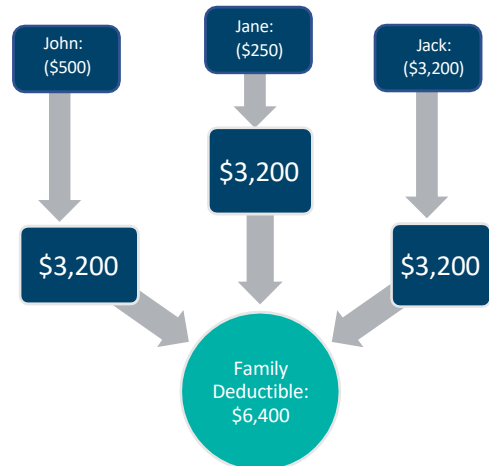 John:
($500)
Jane:
($250)
Jack:
($3,200)
$3,200
$3,200
$3,200
Family
Deductible:
$6,400